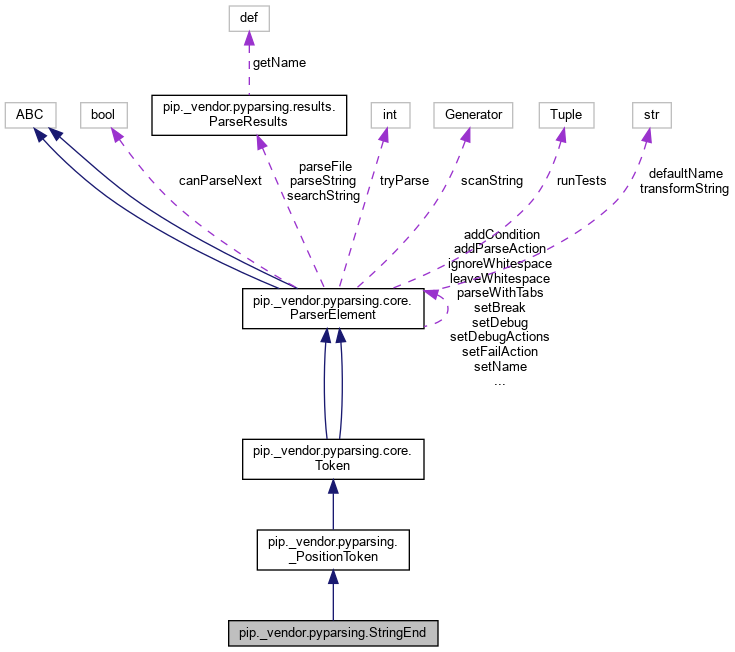 def
getName
ABC
bool
pip._vendor.pyparsing.results.
ParseResults
int
Generator
Tuple
str
canParseNext
parseFile
parseString
searchString
tryParse
scanString
runTests
defaultName
transformString
addCondition
addParseAction
ignoreWhitespace
leaveWhitespace
parseWithTabs
setBreak
setDebug
setDebugActions
setFailAction
setName
...
pip._vendor.pyparsing.core.
ParserElement
pip._vendor.pyparsing.core.
Token
pip._vendor.pyparsing.
_PositionToken
pip._vendor.pyparsing.StringEnd